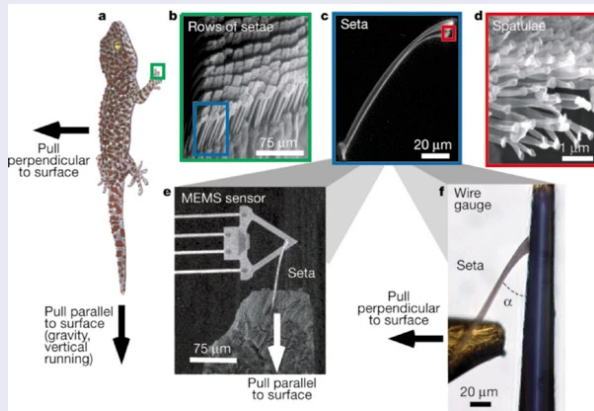 a
b
Rows of setae
75 µm
c
Seta
20 µm
d
Spatulae
1 µm
Pull
perpendicular
to surface
Pull parallel
to surface
(gravity,
vertical
running)
e
MEMS sensor
Seta
75 µm
Pull parallel
to surface
f
Wire
gauge
Seta
α
Pull
perpendicular
to surface
20 µm